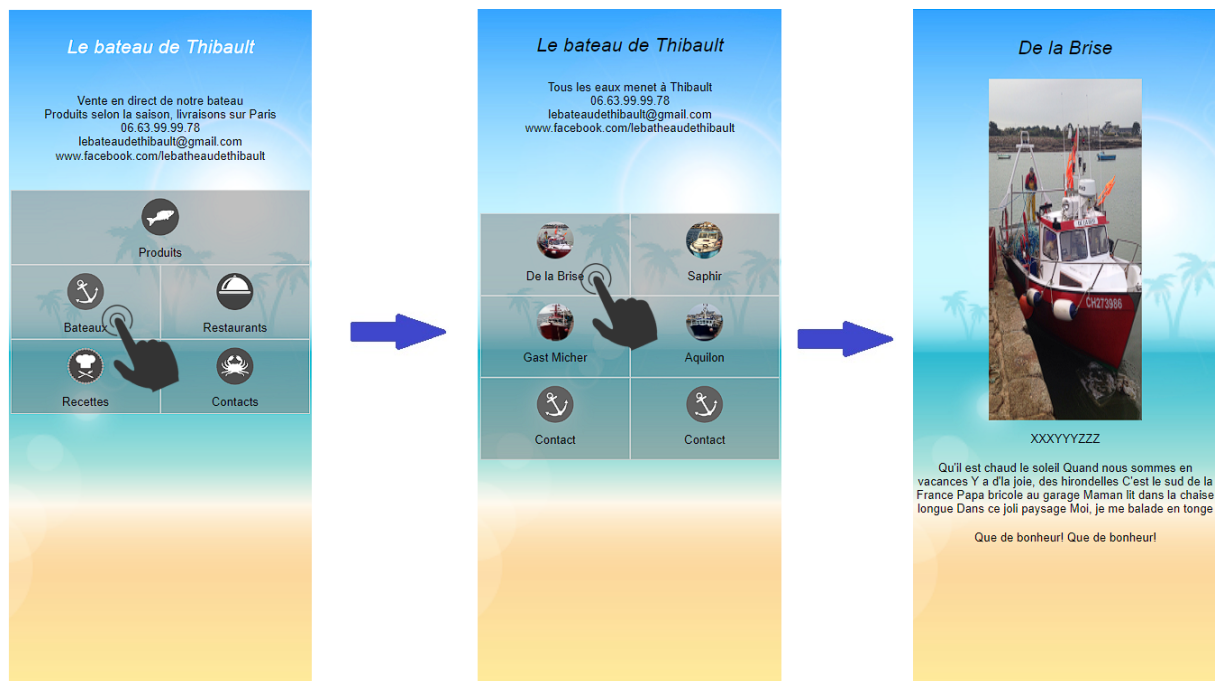 Le bateau de Thibault
Vente en direct de notre bateau
Produits selon la saison, livraisons sur Paris
06.63.99.99.78
lebateaudethibault@gmail.com
www.facebook.com/lebatheaudethibault
Produits
Bateaux
Restaurants
Recettes
Contacts
Le bateau de Thibault
Tous les eaux menet à Thibault
06.63.99.99.78
lebateaudethibault@gmail.com
www.facebook.com/lebatheaudethibault
De la Brise
Saphir
Gast Micher
Aquilon
Contact
Contact
De la Brise
CH273986
XXXYYYZZZ
Qu'il est chaud le soleil Quand nous sommes en
vacances Y a d'la joie, des hirondelles C'est le sud de la
France Papa bricole au garage Maman lit dans la chaise
longue Dans ce joli paysage Moi, je me balade en tonge
Que de bonheur! Que de bonheur!